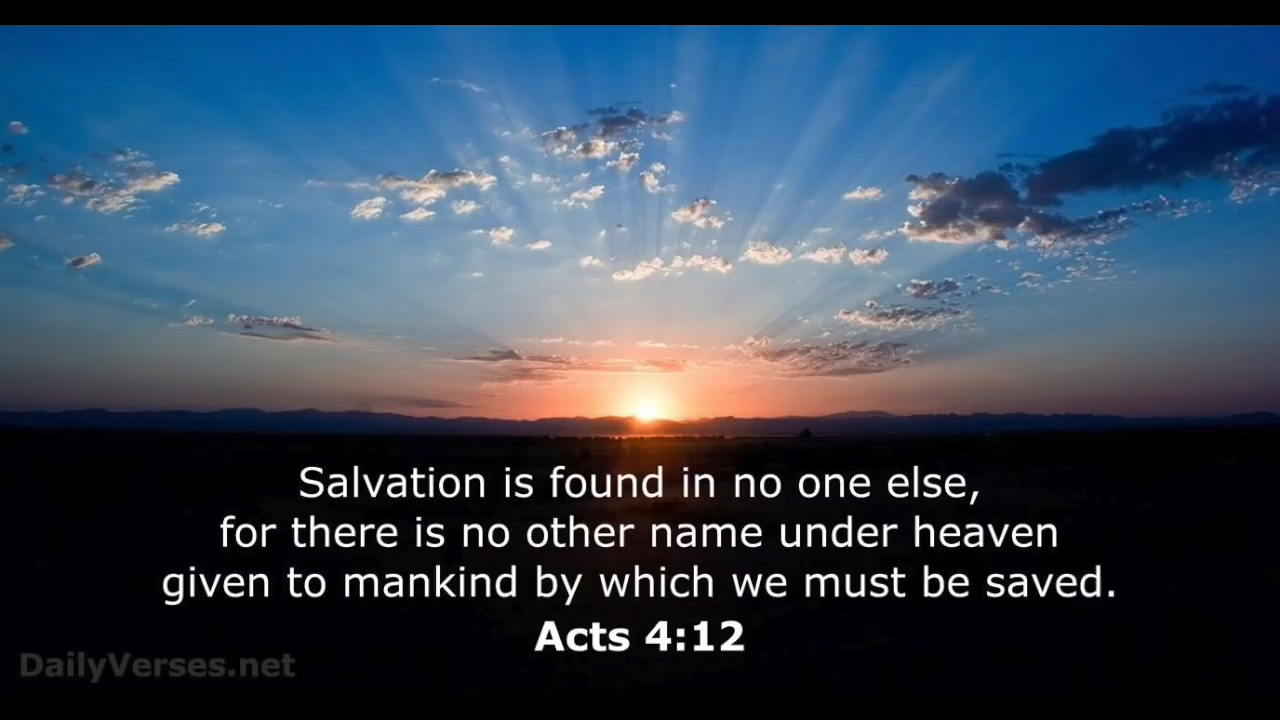 Salvation is found in no one else,
for there is no other name under heaven
given to mankind by which we must be saved.
Acts 4:12
DailyVerses.net